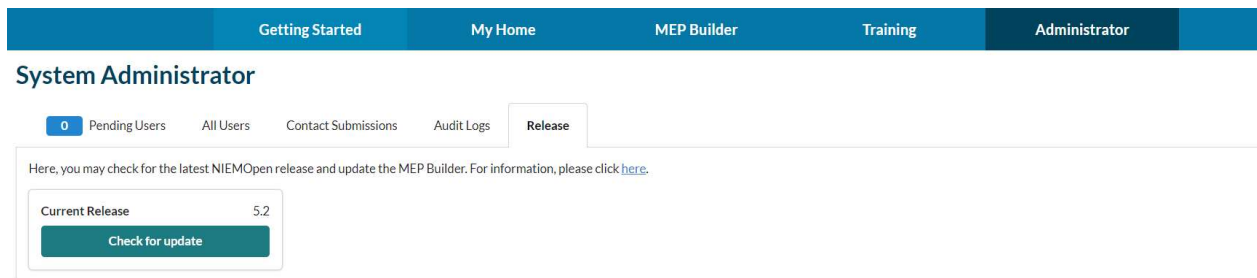 Getting Started My Home MEP Builder Training Administrator
System Administrator
0 Pending Users All Users Contact Submissions Audit Logs Release
Here, you may check for the latest NIEMOpen release and update the MEP Builder. For information, please click here.
Current Release 5.2
Check for update